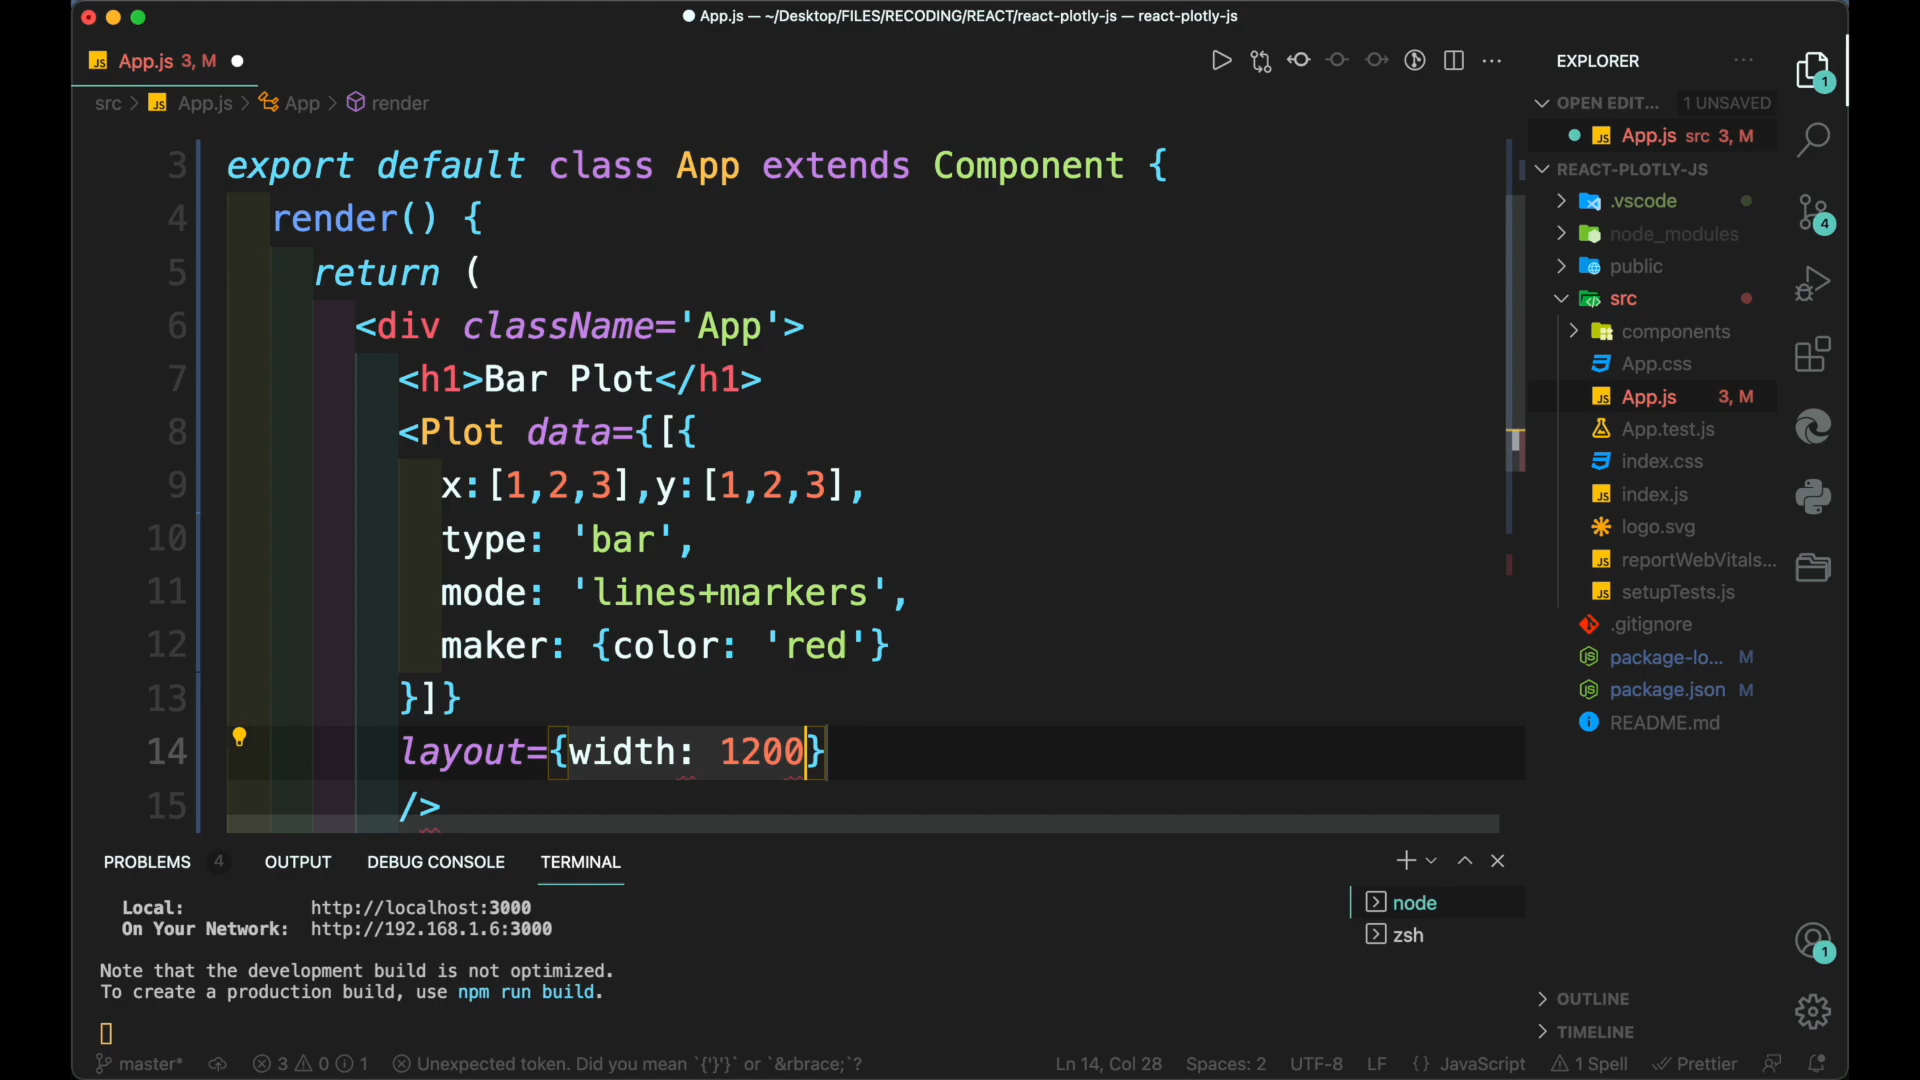 App.js — ~/Desktop/FILES/RECODING/REACT/react-plotly-js — react-plotly-js
App.js 3, M
src > App.js > App > render
3 export default class App extends Component {
4 render() {
5 return (
6 <div className='App'>
7 <h1>Bar Plot</h1>
8 <Plot data={[{
9 x:[1,2,3],y:[1,2,3],
10 type: 'bar',
11 mode: 'lines+markers',
12 maker: {color: 'red'}
13 }]}
14 layout={width: 1200}
15 />
PROBLEMS 4 OUTPUT DEBUG CONSOLE TERMINAL
Local: http://localhost:3000
On Your Network: http://192.168.1.6:3000
Note that the development build is not optimized.
To create a production build, use npm run build.
node
zsh
EXPLORER
OPEN EDIT... 1 UNSAVED
App.js src 3, M
REACT-PLOTLY-JS
.vscode
node_modules
public
src
components
App.css
App.js 3, M
App.test.js
index.css
index.js
logo.svg
reportWebVitals...
setupTests.js
.gitignore
package-lo... M
package.json M
README.md
OUTLINE
TIMELINE
1
4
1
master* 3 0 1 Unexpected token. Did you mean `{'}'}` or `&rbrace;`? Ln 14, Col 28 Spaces: 2 UTF-8 LF {} JavaScript 1 Spell Prettier